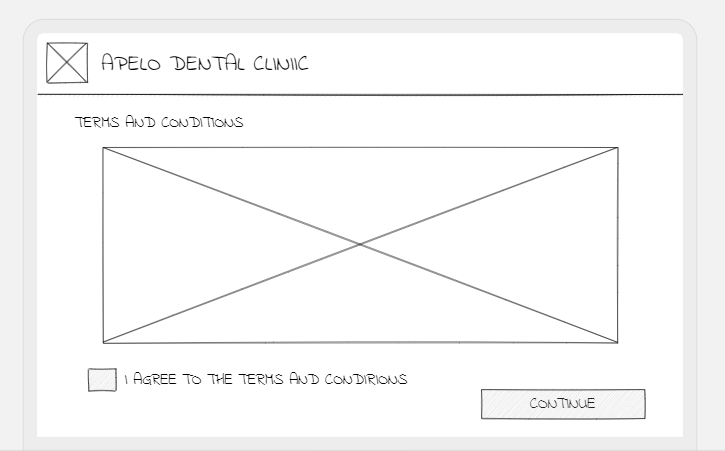 APELO DENTAL CLINIIC
TERMS AND CONDITIONS
I AGREE TO THE TERMS AND CONDIRIONS
CONTINUE